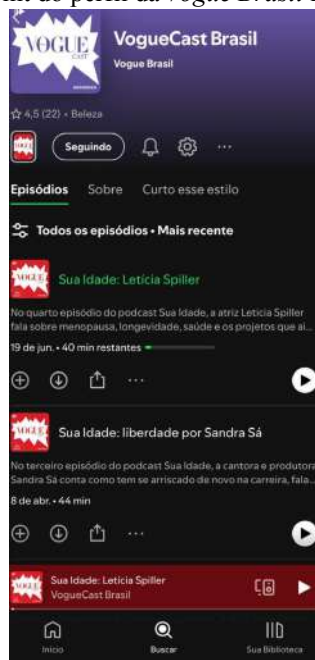 VOGUE
CAST
VogueCast Brasil
Vogue Brasil
4,5 (22) • Beleza
Seguindo
...
Episódios Sobre Curto esse estilo
Todos os episódios • Mais recente
VOGUE
Sua Idade: Letícia Spiller
No quarto episódio do podcast Sua Idade, a atriz Letícia Spiller
fala sobre menopausa, longevidade, saúde e os projetos que ai...
19 de jun. • 40 min restantes
...
VOGUE
Sua Idade: liberdade por Sandra Sá
No terceiro episódio do podcast Sua Idade, a cantora e produtora
Sandra Sá conta como tem se arriscado de novo na carreira, fala...
8 de abr. • 44 min
...
VOGUE
Sua Idade: Letícia Spiller
VogueCast Brasil
Início Buscar Sua Biblioteca